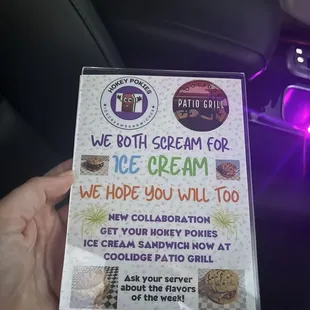 HOKEY POKIES
PATIO GRILL
WE BOTH SCREAM FOR
ICE CREAM
WE HOPE YOU WILL TOO
NEW COLLABORATION
GET YOUR HOKEY POKIES
ICE CREAM SANDWICH NOW AT
COOLIDGE PATIO GRILL
Ask your server
about the flavors
of the week!